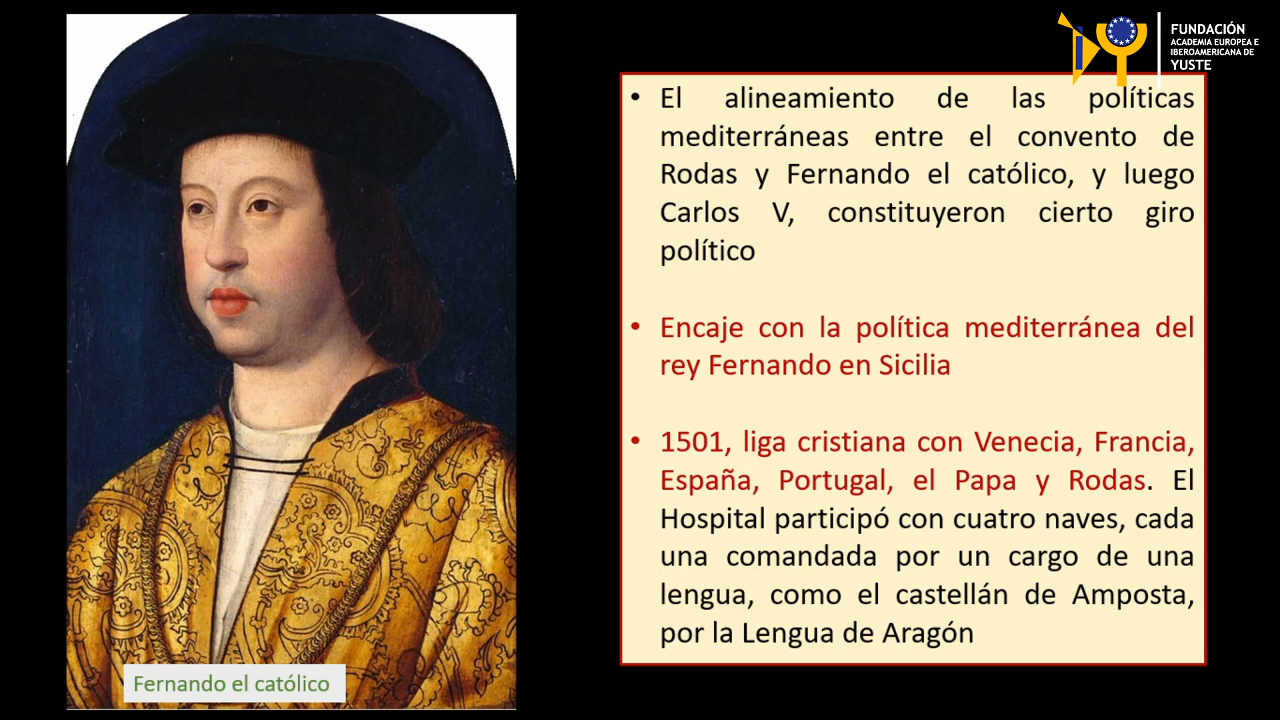 FUNDACIÓN
ACADEMIA EUROPEA E
IBEROAMERICANA DE
YUSTE
• El alineamiento de las políticas
mediterráneas entre el convento de
Rodas y Fernando el católico, y luego
Carlos V, constituyeron cierto giro
político
• Encaje con la política mediterránea del
rey Fernando en Sicilia
• 1501, liga cristiana con Venecia, Francia,
España, Portugal, el Papa y Rodas. El
Hospital participó con cuatro naves, cada
una comandada por un cargo de una
lengua, como el castellán de Amposta,
por la Lengua de Aragón
Fernando el católico